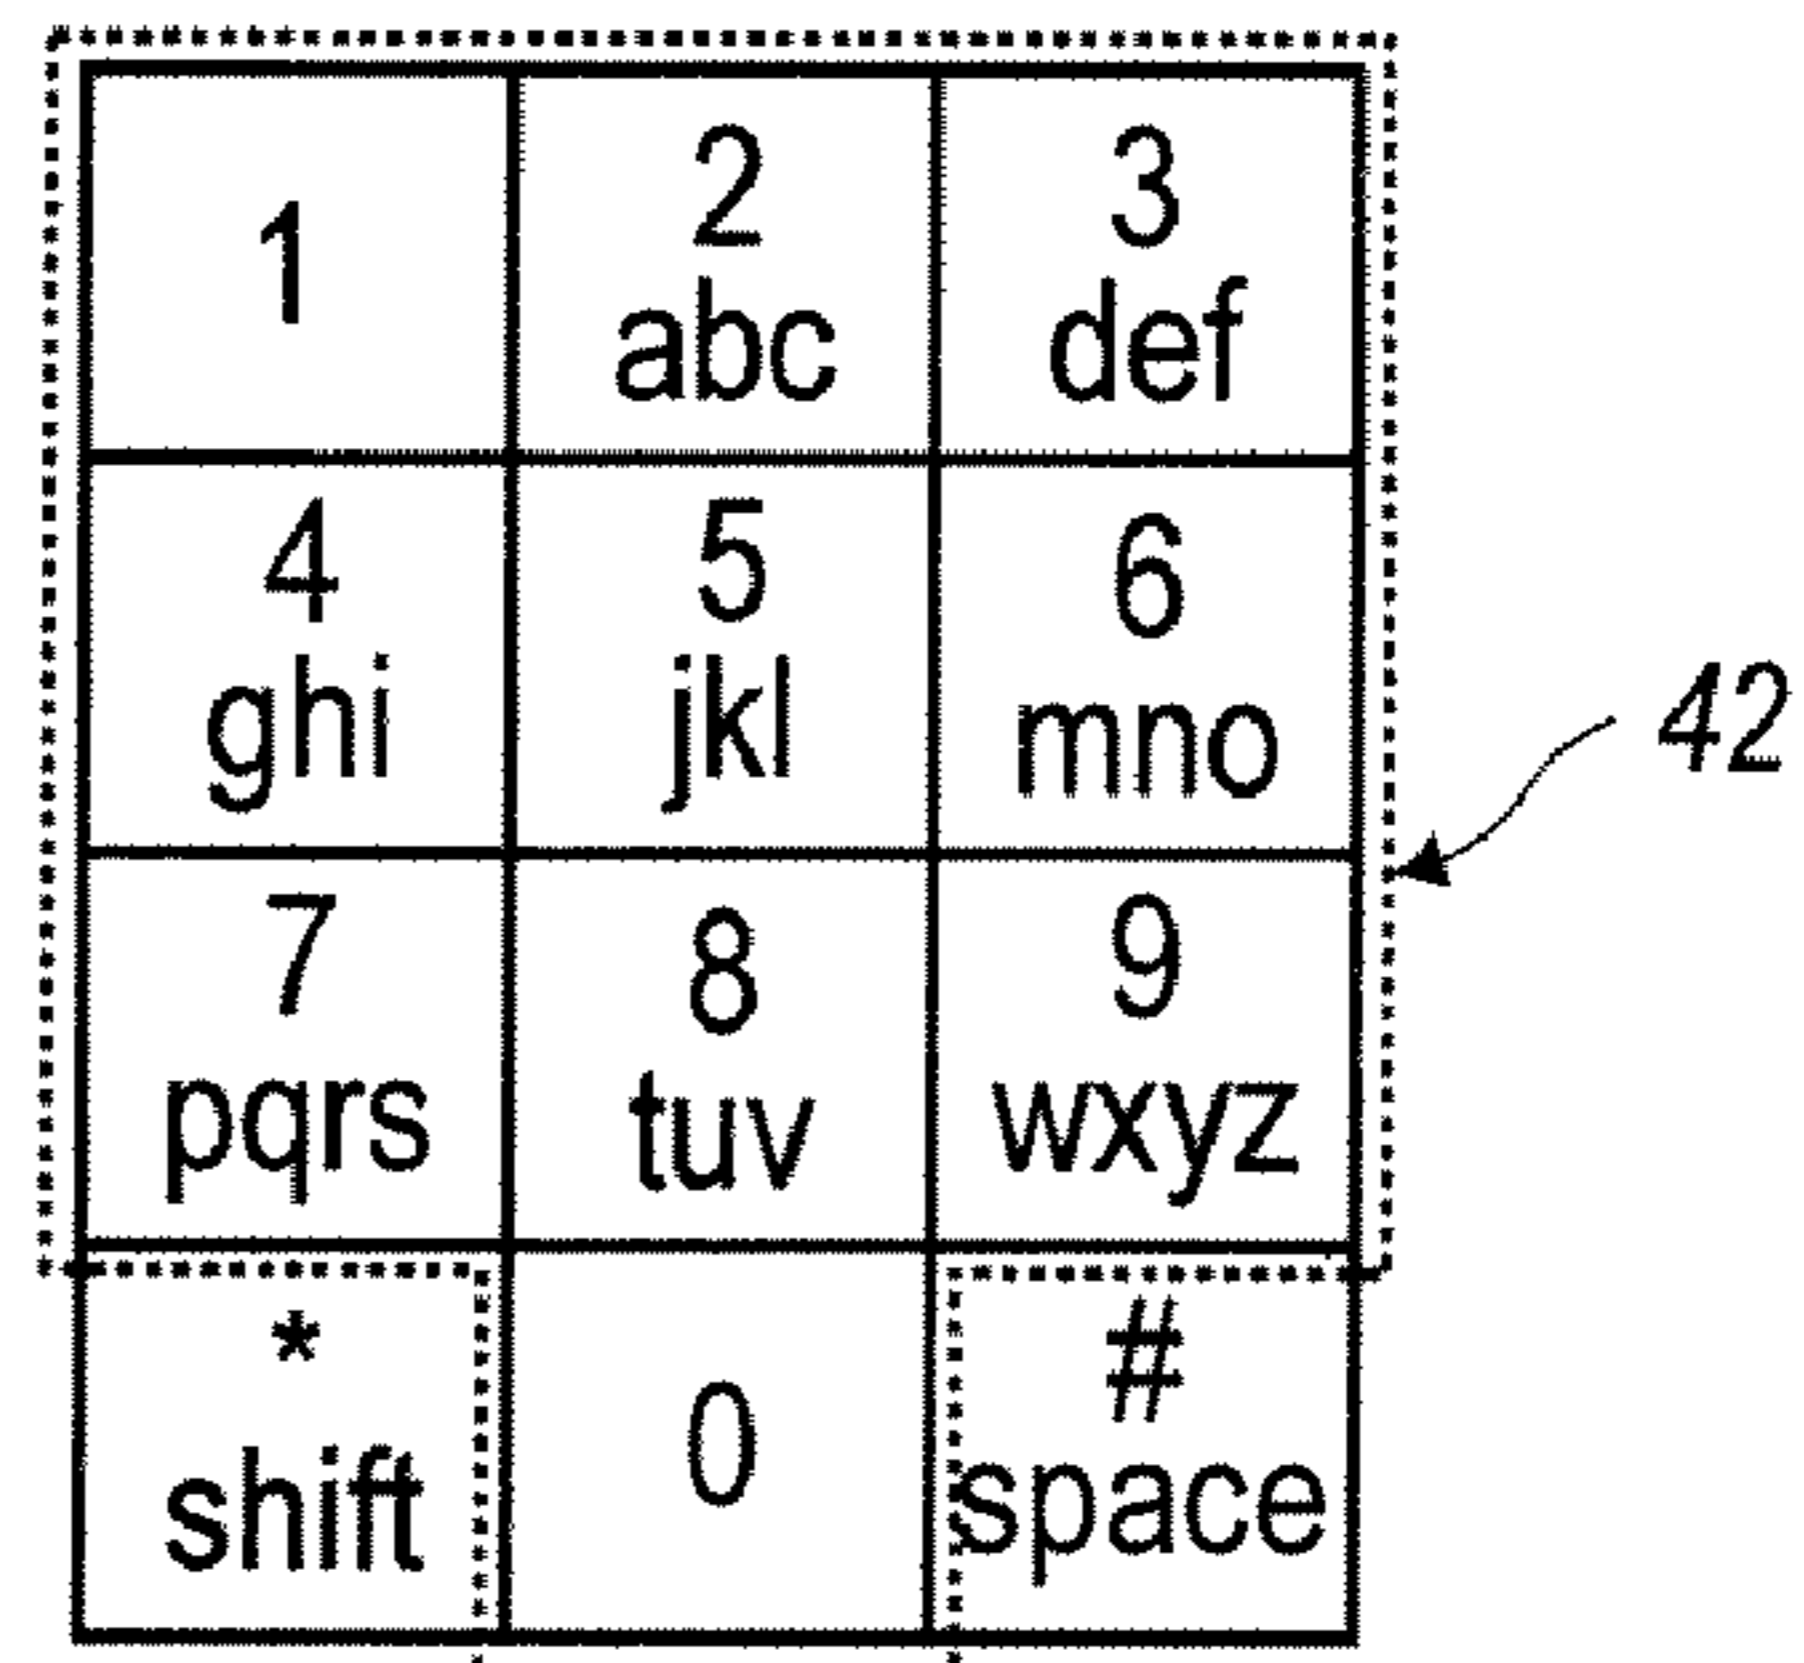 1 2 3
abc def
4 5 6
ghi jkl mno
42
7 8 9
pqrs tuv wxyz
* 0 #
shift space